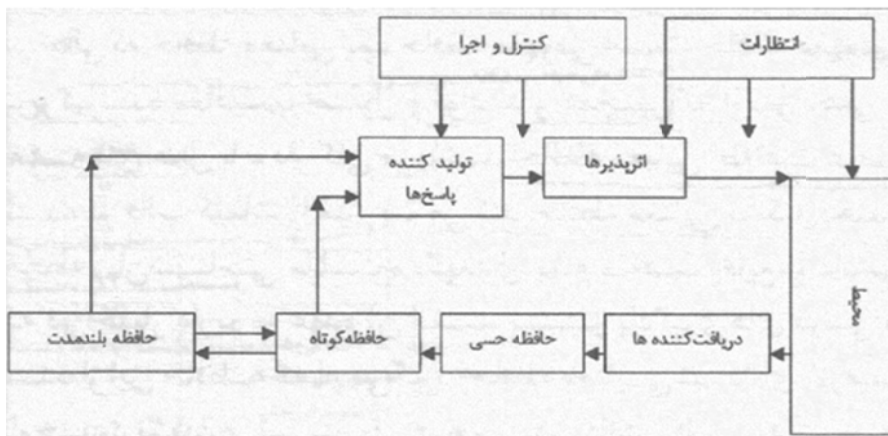 انتظارات
کنترل و اجرا
تولید کننده
پاسخ‌ها
اثرپذیرها
محیط
دریافت‌کننده ها
حافظه حسی
حافظه‌کوتاه
حافظه بلندمدت